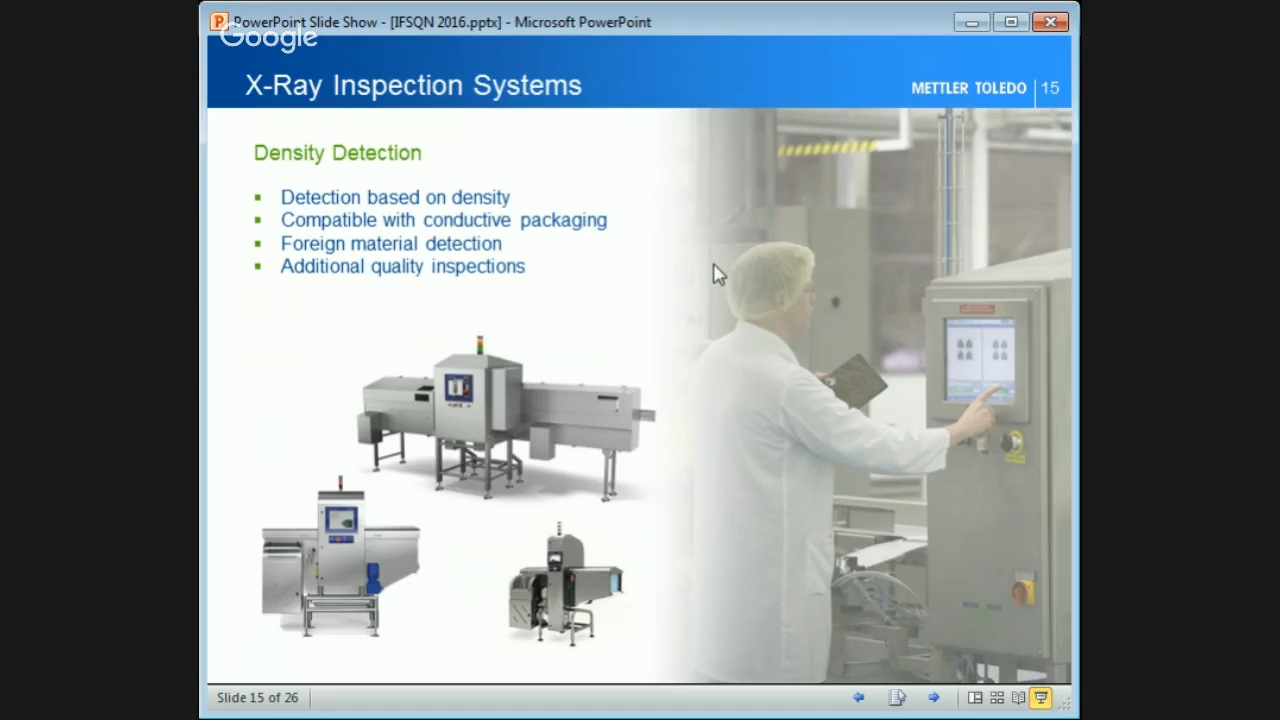 PowerPoint Slide Show - [IFSQN 2016.pptx] - Microsoft PowerPoint
Google
X-Ray Inspection Systems
METTLER TOLEDO 15
Density Detection
Detection based on density
Compatible with conductive packaging
Foreign material detection
Additional quality inspections
Slide 15 of 26